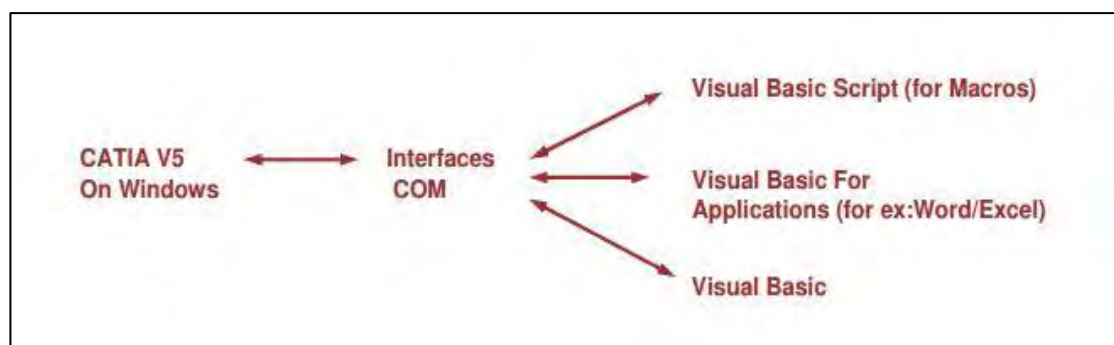 CATIA V5
On Windows
Interfaces
COM
Visual Basic Script (for Macros)
Visual Basic For
Applications (for ex:Word/Excel)
Visual Basic